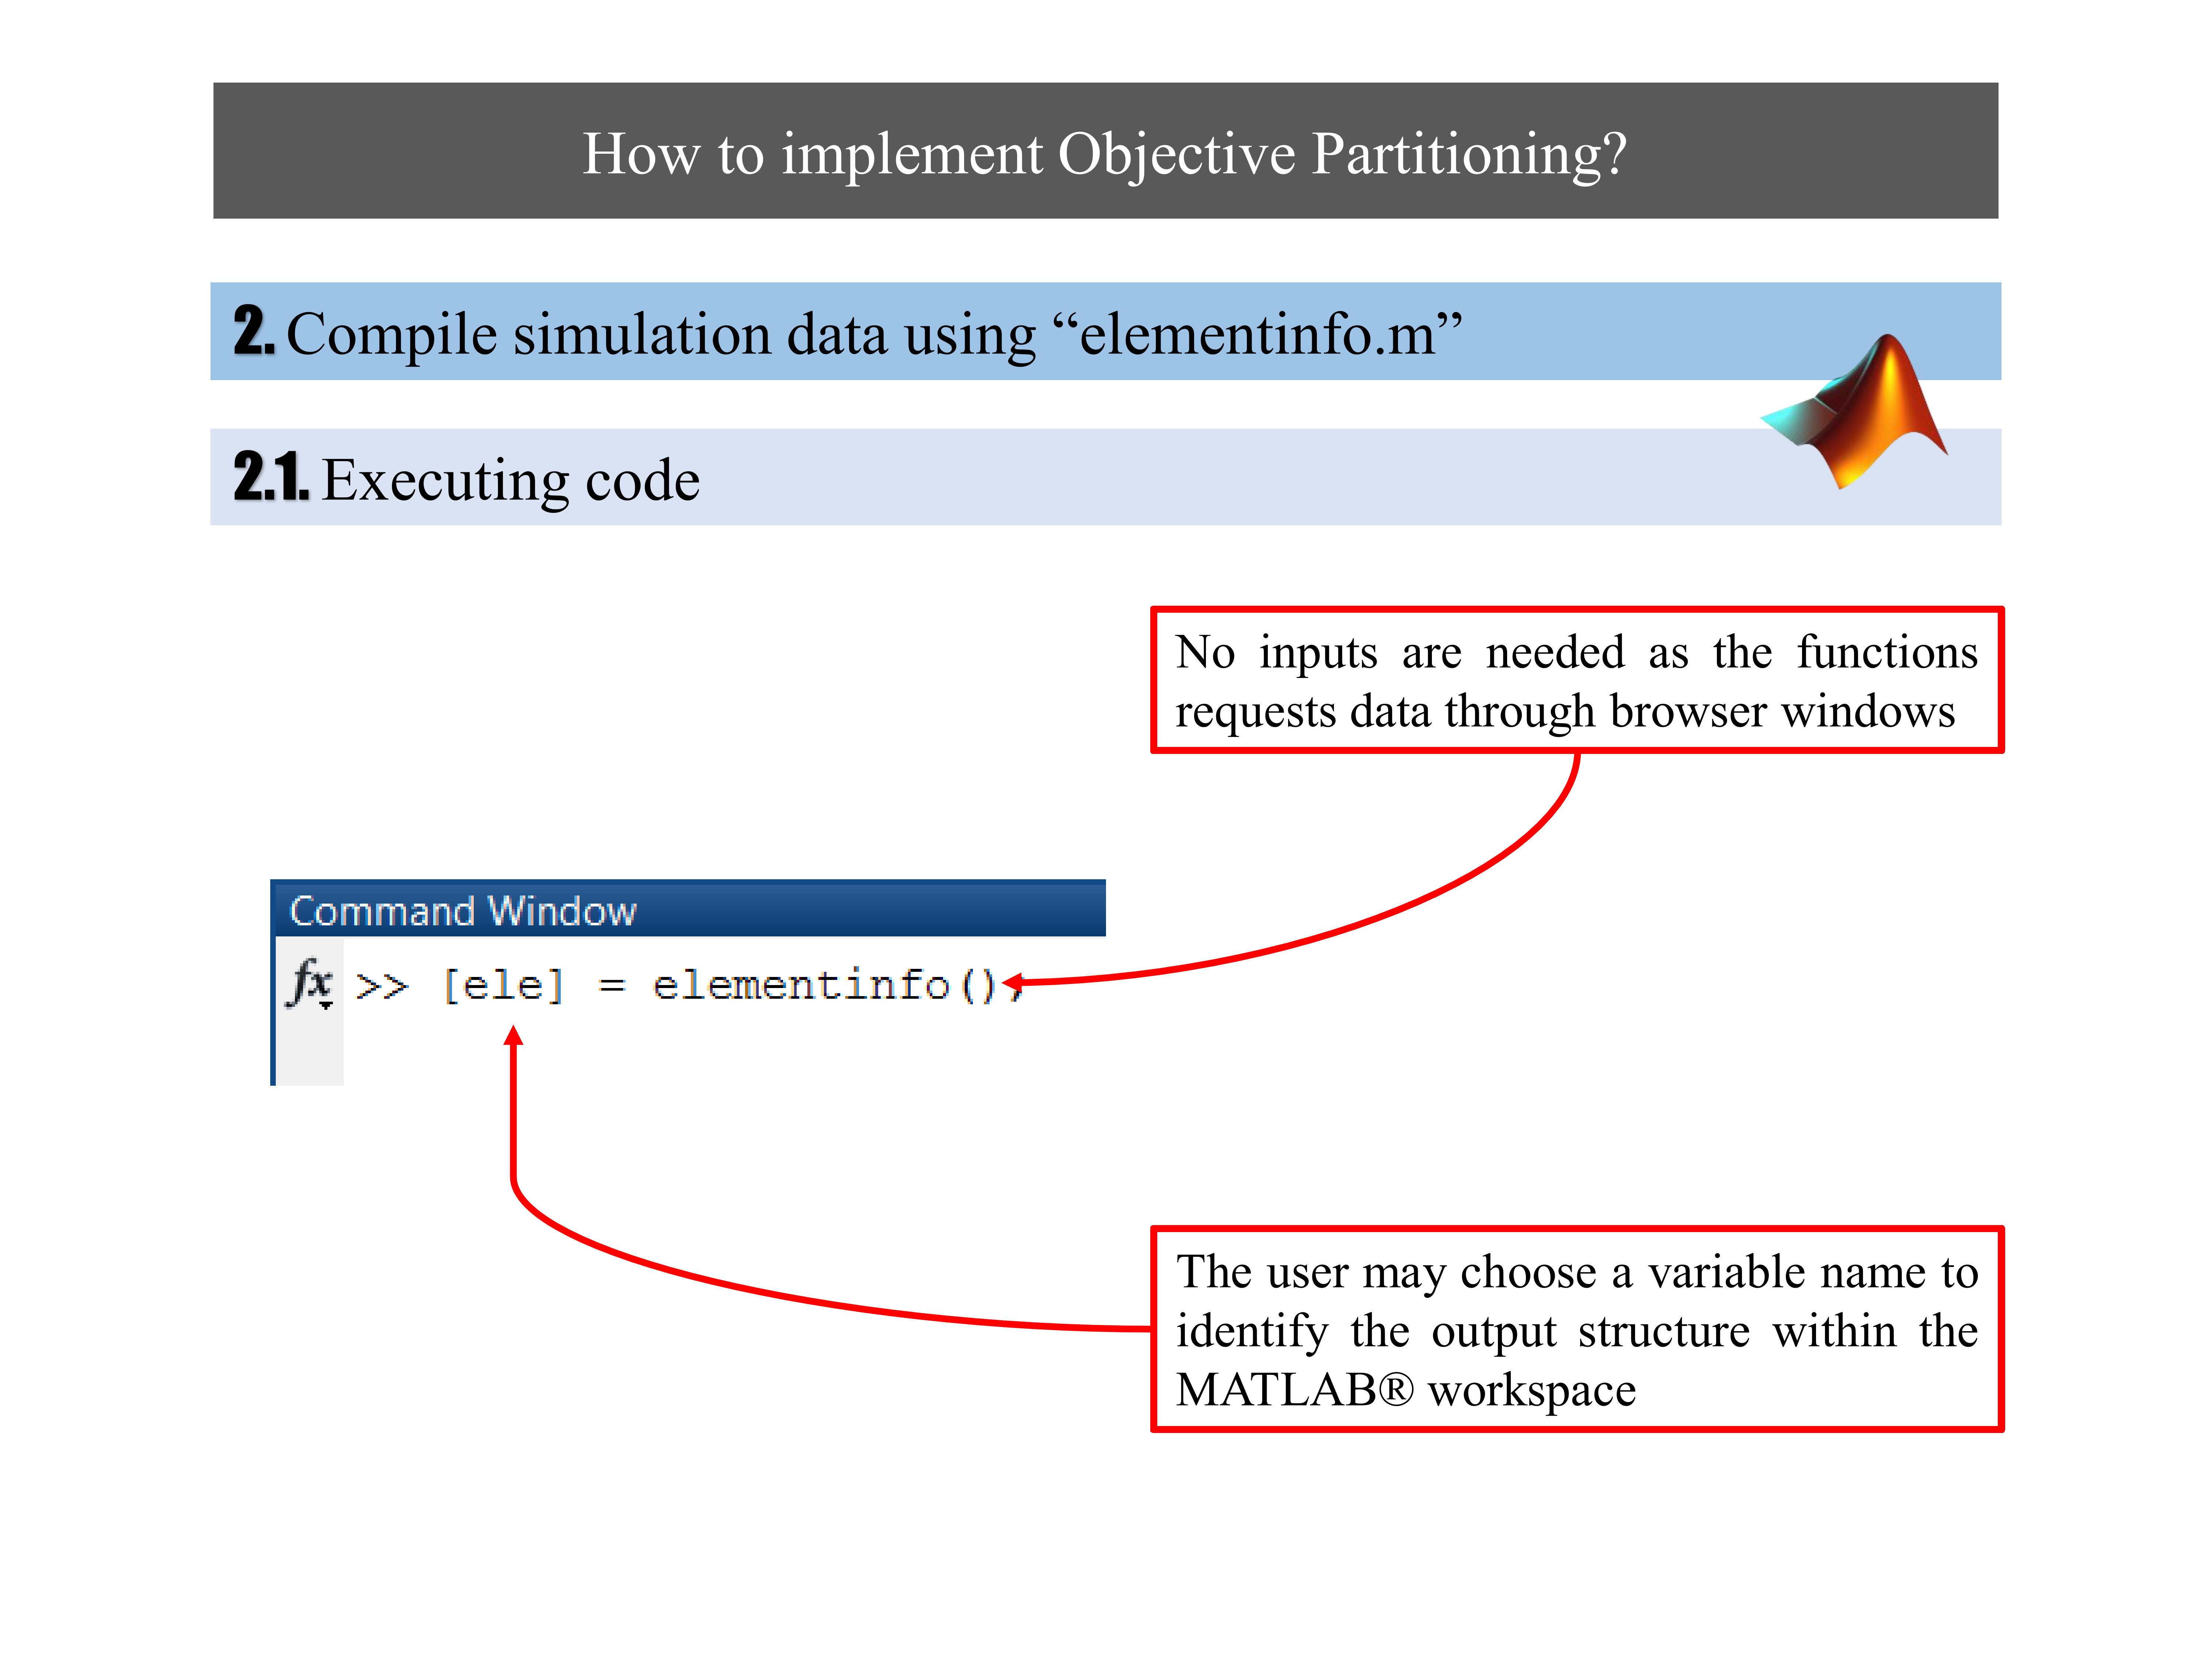 How to implement Objective Partitioning?
2. Compile simulation data using “elementinfo.m”
2.1. Executing code
No inputs are needed as the functions
requests data through browser windows
Command Window
fx >> [ele] = elementinfo();
The user may choose a variable name to
identify the output structure within the
MATLAB® workspace